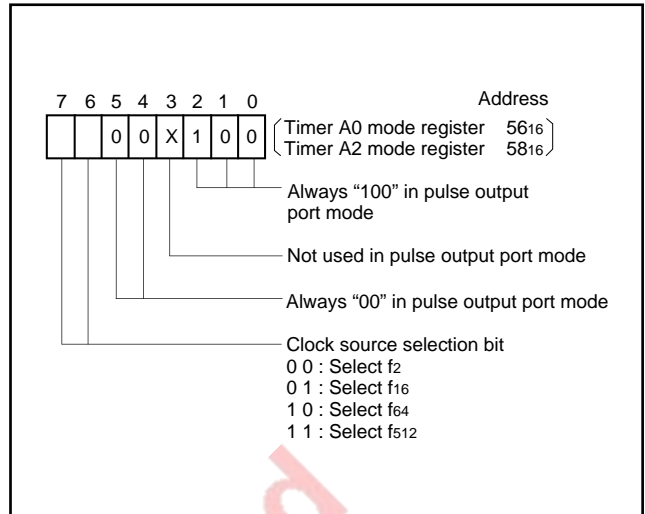 7 6 5 4 3 2 1 0 Address
0 0 X 1 0 0 Timer A0 mode register 56₁₆
Timer A2 mode register 58₁₆
Always “100” in pulse output
port mode
Not used in pulse output port mode
Always “00” in pulse output port mode
Clock source selection bit
0 0 : Select f₂
0 1 : Select f₁₆
1 0 : Select f₆₄
1 1 : Select f₅₁₂